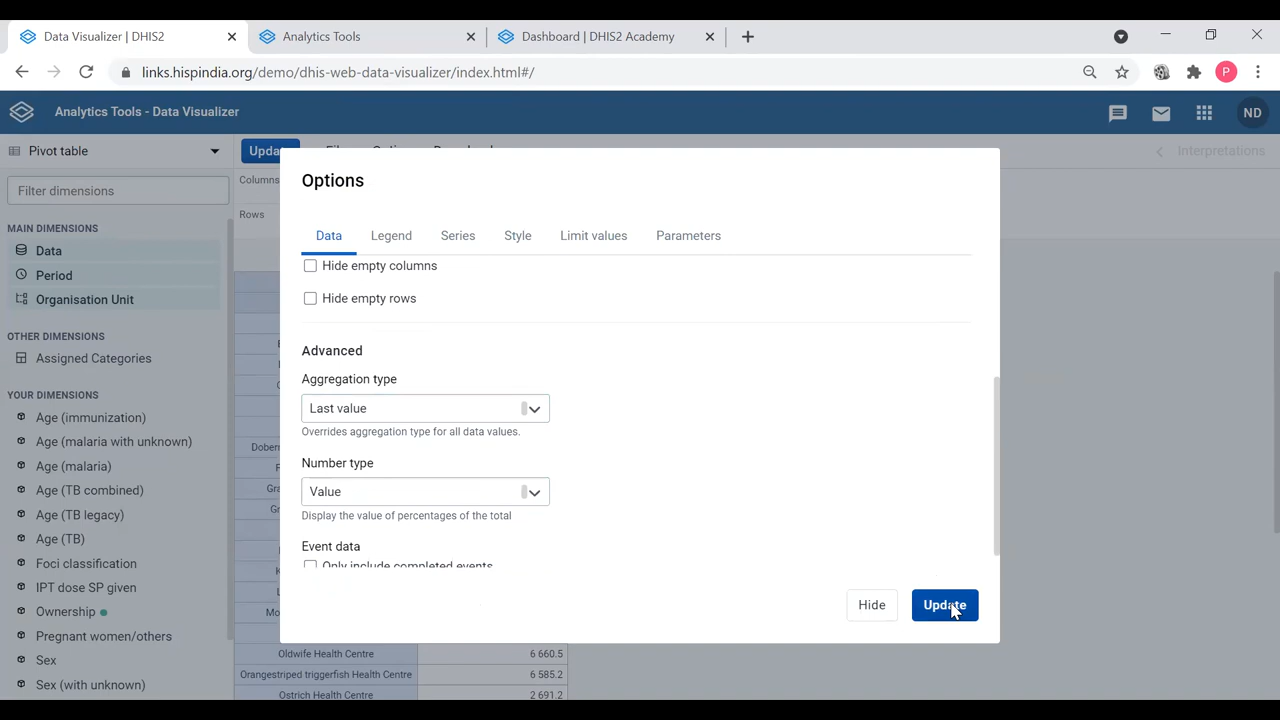 Data Visualizer | DHIS2
Analytics Tools
Dashboard | DHIS2 Academy
links.hispindia.org/demo/dhis-web-data-visualizer/index.html#/
P
Analytics Tools - Data Visualizer
ND
Pivot table
Upda
Interpretations
Filter dimensions
Columns
Rows
MAIN DIMENSIONS
Data
Period
Organisation Unit
OTHER DIMENSIONS
Assigned Categories
YOUR DIMENSIONS
Age (immunization)
Age (malaria with unknown)
Age (malaria)
Age (TB combined)
Age (TB legacy)
Age (TB)
Foci classification
IPT dose SP given
Ownership
Pregnant women/others
Sex
Sex (with unknown)
Options
Data
Legend
Series
Style
Limit values
Parameters
Hide empty columns
Hide empty rows
Advanced
Aggregation type
Last value
Overrides aggregation type for all data values.
Number type
Value
Display the value of percentages of the total
Event data
Only include completed events
Hide
Update
Oldwife Health Centre 6 660.5
Orangestriped triggerfish Health Centre 6 585.2
Ostrich Health Centre 2 691.2